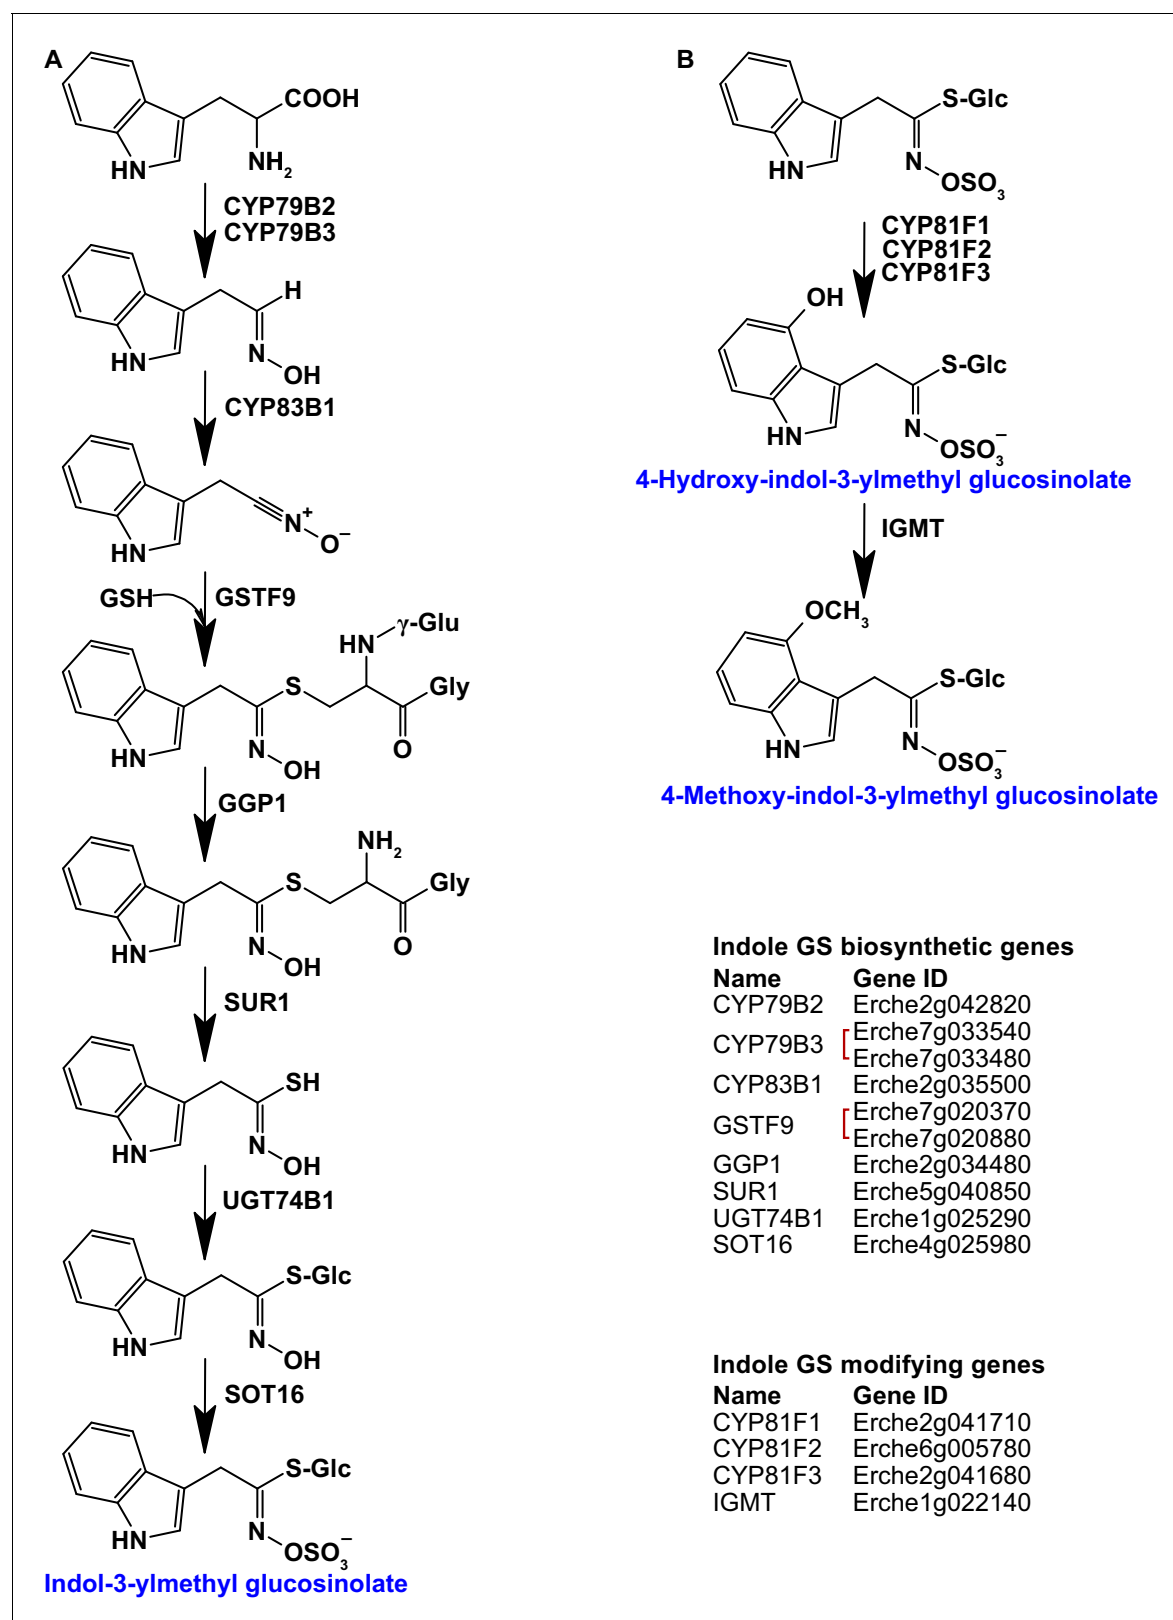 A
COOH
HN
NH2
CYP79B2
CYP79B3
H
HN
N
OH
CYP83B1
HN
N+
O–
GSH
GSTF9
HN
γ-Glu
S
Gly
HN
N
OH
O
GGP1
NH2
S
Gly
HN
N
OH
O
SUR1
SH
HN
N
OH
UGT74B1
S-Glc
HN
N
OH
SOT16
S-Glc
HN
N
OSO3–
Indol-3-ylmethyl glucosinolate
B
S-Glc
HN
N
OSO3
CYP81F1
CYP81F2
CYP81F3
OH
S-Glc
HN
N
OSO3–
4-Hydroxy-indol-3-ylmethyl glucosinolate
IGMT
OCH3
S-Glc
HN
N
OSO3–
4-Methoxy-indol-3-ylmethyl glucosinolate
Indole GS biosynthetic genes
Name Gene ID
CYP79B2 Erche2g042820
CYP79B3 Erche7g033540
Erche7g033480
CYP83B1 Erche2g035500
GSTF9 Erche7g020370
Erche7g020880
GGP1 Erche2g034480
SUR1 Erche5g040850
UGT74B1 Erche1g025290
SOT16 Erche4g025980
Indole GS modifying genes
Name Gene ID
CYP81F1 Erche2g041710
CYP81F2 Erche6g005780
CYP81F3 Erche2g041680
IGMT Erche1g022140